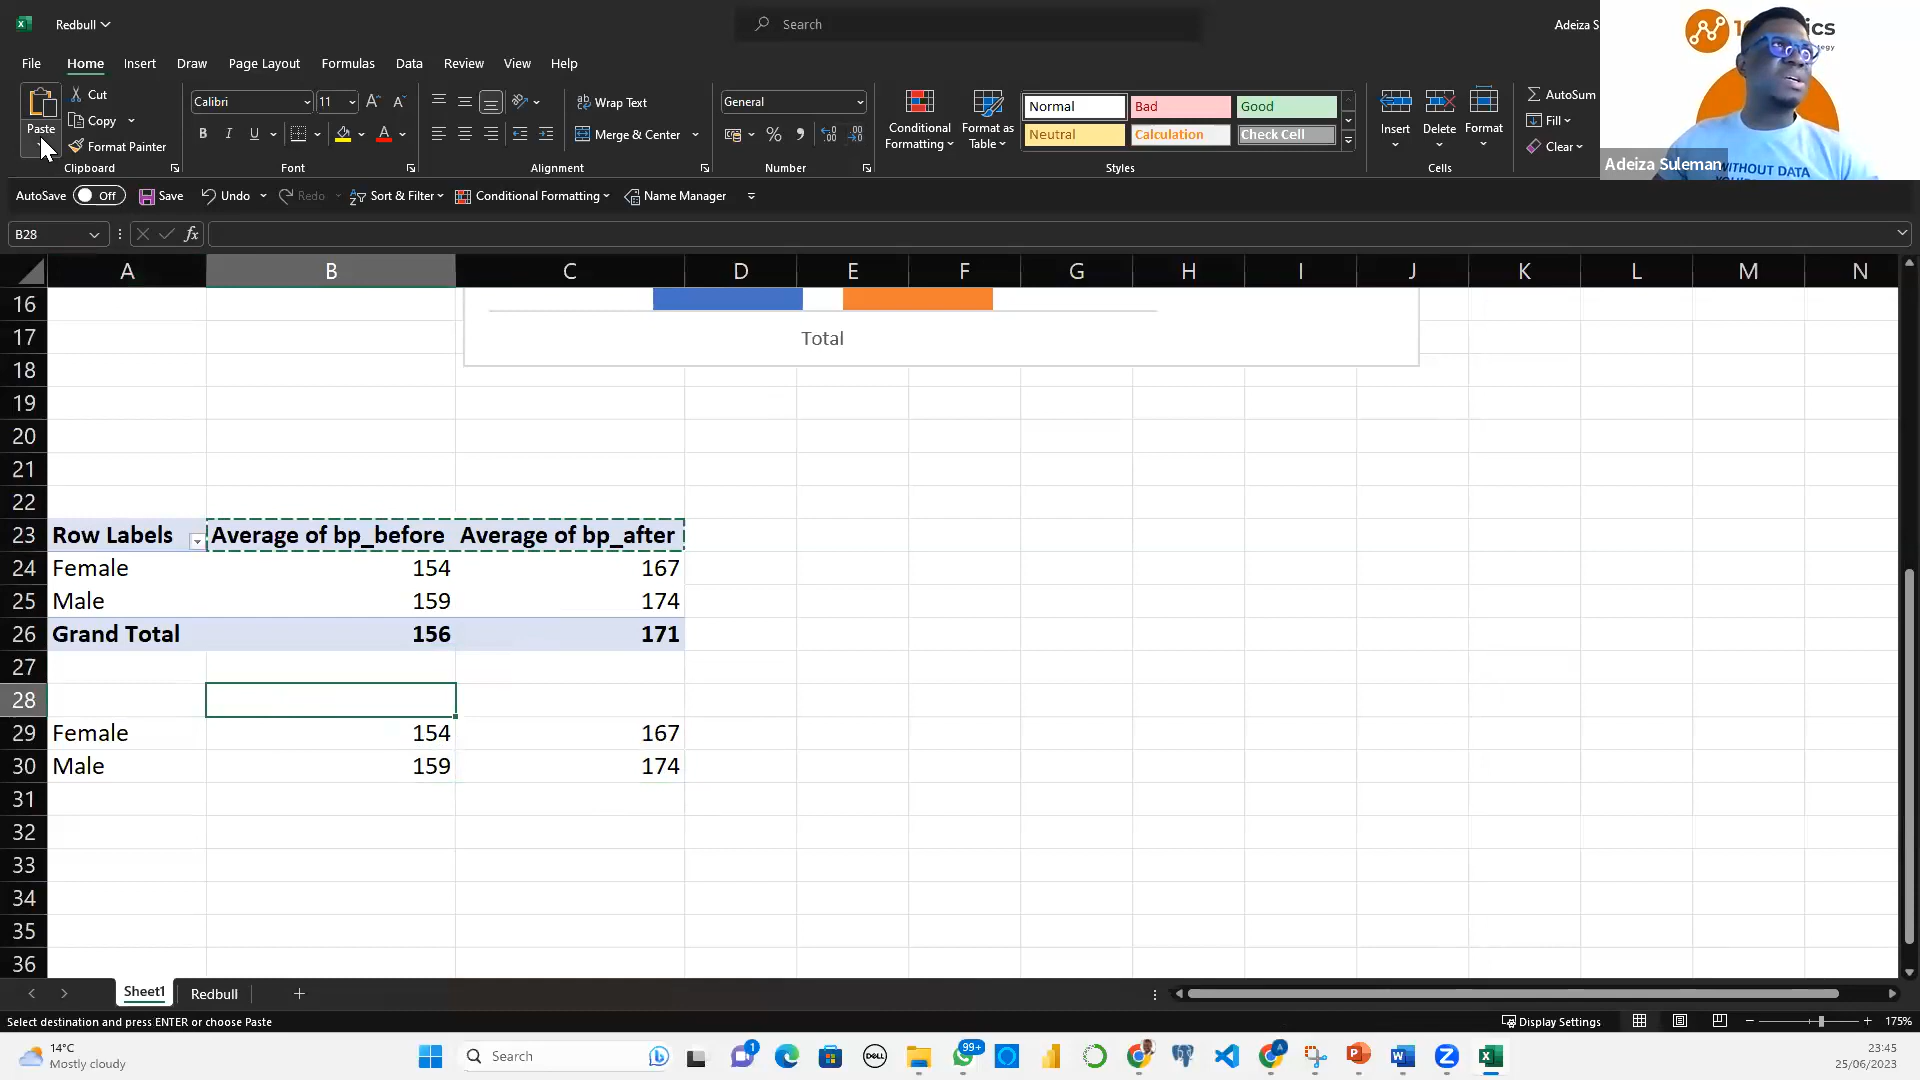 Redbull
Search
Adeiza S
File Home Insert Draw Page Layout Formulas Data Review View Help
Paste
Cut
Copy
Format Painter
Clipboard
Calibri 11
B I U
Font
Wrap Text
Merge & Center
Alignment
General
Number
Conditional Formatting
Format as Table
Normal Bad Good
Neutral Calculation Check Cell
Styles
Insert Delete Format
Cells
AutoSum
Fill
Clear
Adeiza Suleman
WITHOUT DATA
AutoSave Off Save Undo Redo Sort & Filter Conditional Formatting Name Manager
B28 fx
A B C D E F G H I J K L M N
16
17 Total
18
19
20
21
22
23 Row Labels Average of bp_before Average of bp_after
24 Female 154 167
25 Male 159 174
26 Grand Total 156 171
27
28
29 Female 154 167
30 Male 159 174
31
32
33
34
35
36
Sheet1 Redbull
Select destination and press ENTER or choose Paste
Display Settings
175%
14°C
Mostly cloudy
Search
1
DELL
99+
23:45
25/06/2023